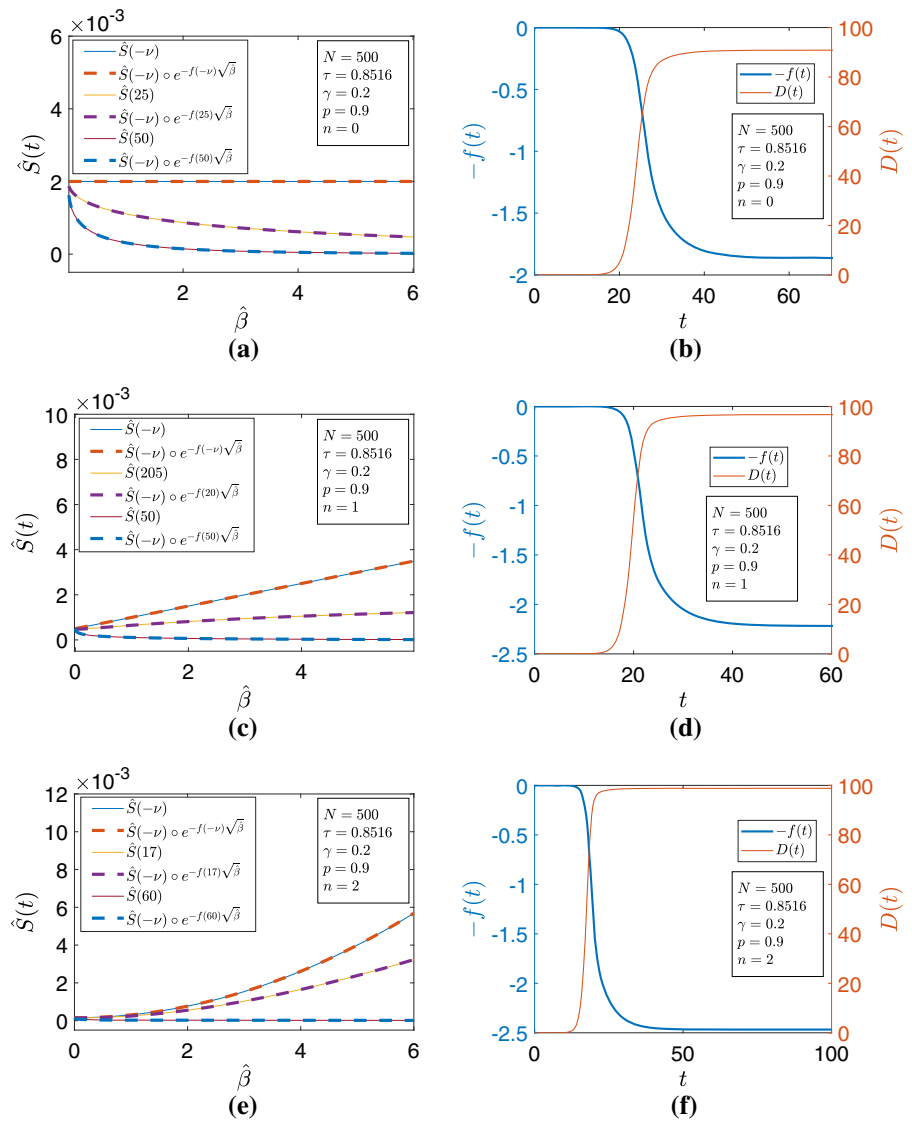 ×10⁻³
6
4
2
0
Ŝ(t)
Ŝ(−ν)
Ŝ(−ν) ∘ e^{−f(−ν)√β̂}
Ŝ(25)
Ŝ(−ν) ∘ e^{−f(25)√β̂}
Ŝ(50)
Ŝ(−ν) ∘ e^{−f(50)√β̂}
N = 500
τ = 0.8516
γ = 0.2
p = 0.9
n = 0
2 4 6
β̂
(a)
0
-0.5
-1
-1.5
-2
−f(t)
−f(t)
D(t)
N = 500
τ = 0.8516
γ = 0.2
p = 0.9
n = 0
100
80
60
40
20
0
D(t)
0 20 40 60
t
(b)
×10⁻³
10
8
6
4
2
0
Ŝ(t)
Ŝ(−ν)
Ŝ(−ν) ∘ e^{−f(−ν)√β̂}
Ŝ(205)
Ŝ(−ν) ∘ e^{−f(20)√β̂}
Ŝ(50)
Ŝ(−ν) ∘ e^{−f(50)√β̂}
N = 500
τ = 0.8516
γ = 0.2
p = 0.9
n = 1
0 2 4
β̂
(c)
0
-0.5
-1
-1.5
-2
-2.5
−f(t)
−f(t)
D(t)
N = 500
τ = 0.8516
γ = 0.2
p = 0.9
n = 1
100
80
60
40
20
0
D(t)
0 20 40 60
t
(d)
×10⁻³
12
10
8
6
4
2
0
Ŝ(t)
Ŝ(−ν)
Ŝ(−ν) ∘ e^{−f(−ν)√β̂}
Ŝ(17)
Ŝ(−ν) ∘ e^{−f(17)√β̂}
Ŝ(60)
Ŝ(−ν) ∘ e^{−f(60)√β̂}
N = 500
τ = 0.8516
γ = 0.2
p = 0.9
n = 2
0 2 4 6
β̂
(e)
0
-0.5
-1
-1.5
-2
-2.5
−f(t)
−f(t)
D(t)
N = 500
τ = 0.8516
γ = 0.2
p = 0.9
n = 2
100
80
60
40
20
0
D(t)
0 50 100
t
(f)